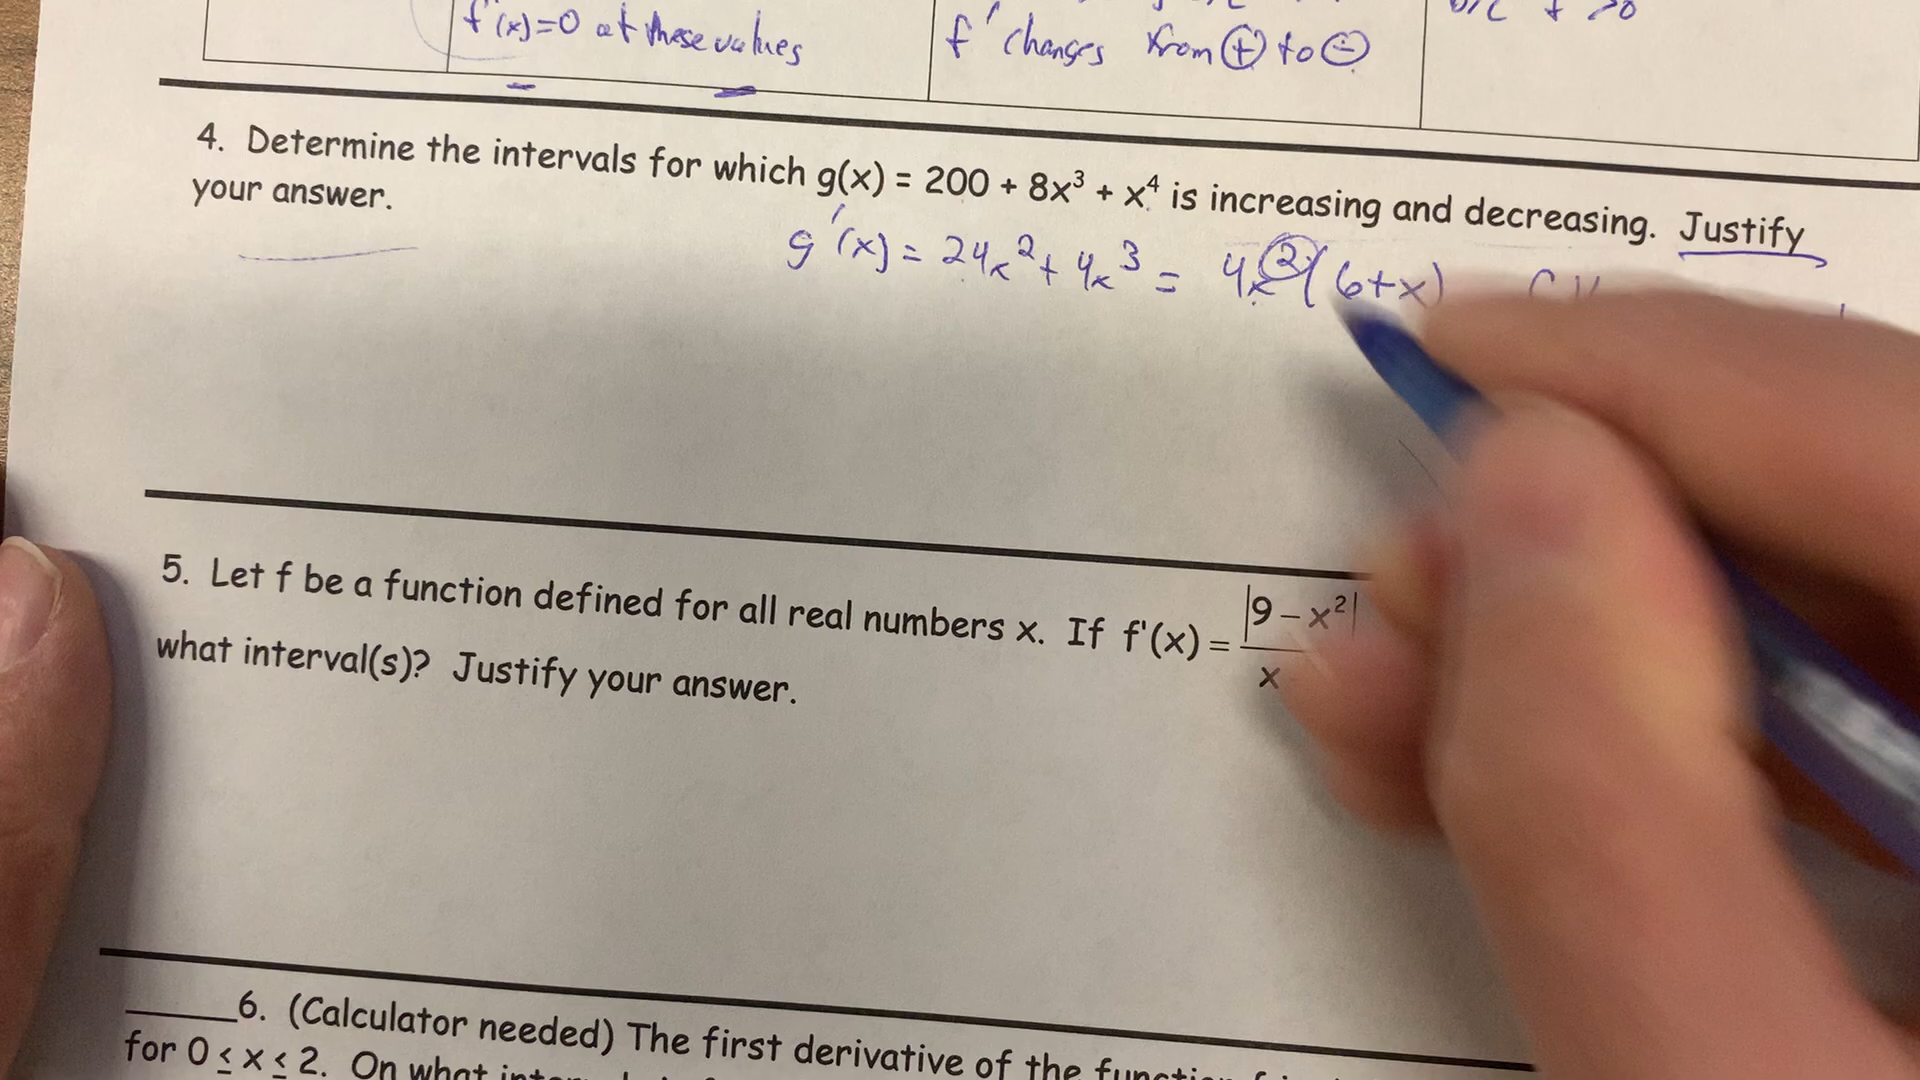 f'(x)=0 at these values
f' changes from (+) to (-)
b/c f' >0
4. Determine the intervals for which g(x) = 200 + 8x³ + x⁴ is increasing and decreasing. Justify
your answer.
g'(x) = 24x² + 4x³ = 4x²(6+x)
5. Let f be a function defined for all real numbers x. If f'(x) = |9 – x²| / x
what interval(s)? Justify your answer.
_____6. (Calculator needed) The first derivative of the function f
for 0 ≤ x ≤ 2. On what